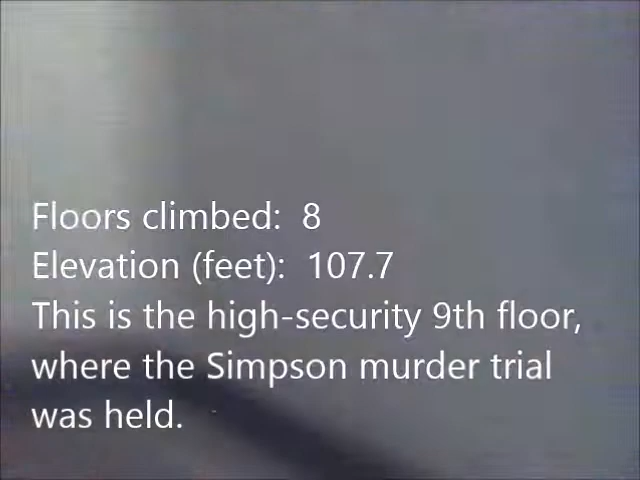 Floors climbed:  8
Elevation (feet):  107.7
This is the high-security 9th floor,
where the Simpson murder trial
was held.